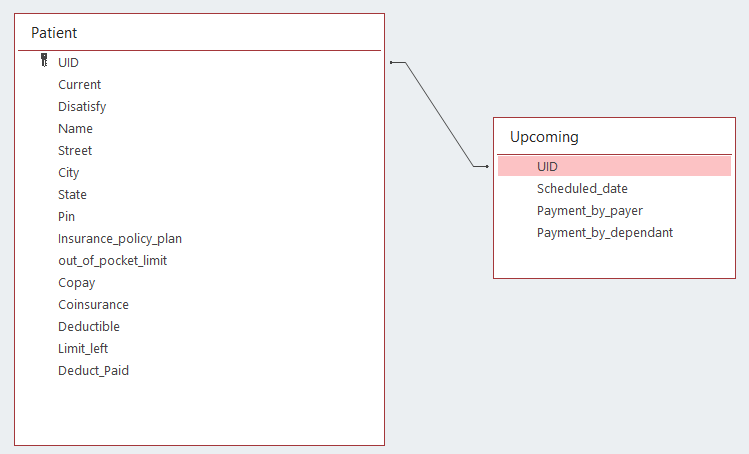 Patient
UID
Current
Disatisfy
Name
Street
City
State
Pin
Insurance_policy_plan
out_of_pocket_limit
Copay
Coinsurance
Deductible
Limit_left
Deduct_Paid
Upcoming
UID
Scheduled_date
Payment_by_payer
Payment_by_dependant